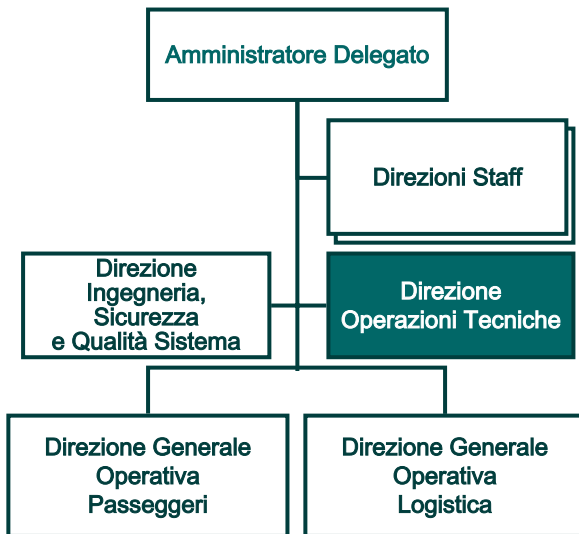 Amministratore Delegato
Direzioni Staff
Direzione
Ingegneria,
Sicurezza
e Qualità Sistema
Direzione
Operazioni Tecniche
Direzione Generale
Operativa
Passeggeri
Direzione Generale
Operativa
Logistica